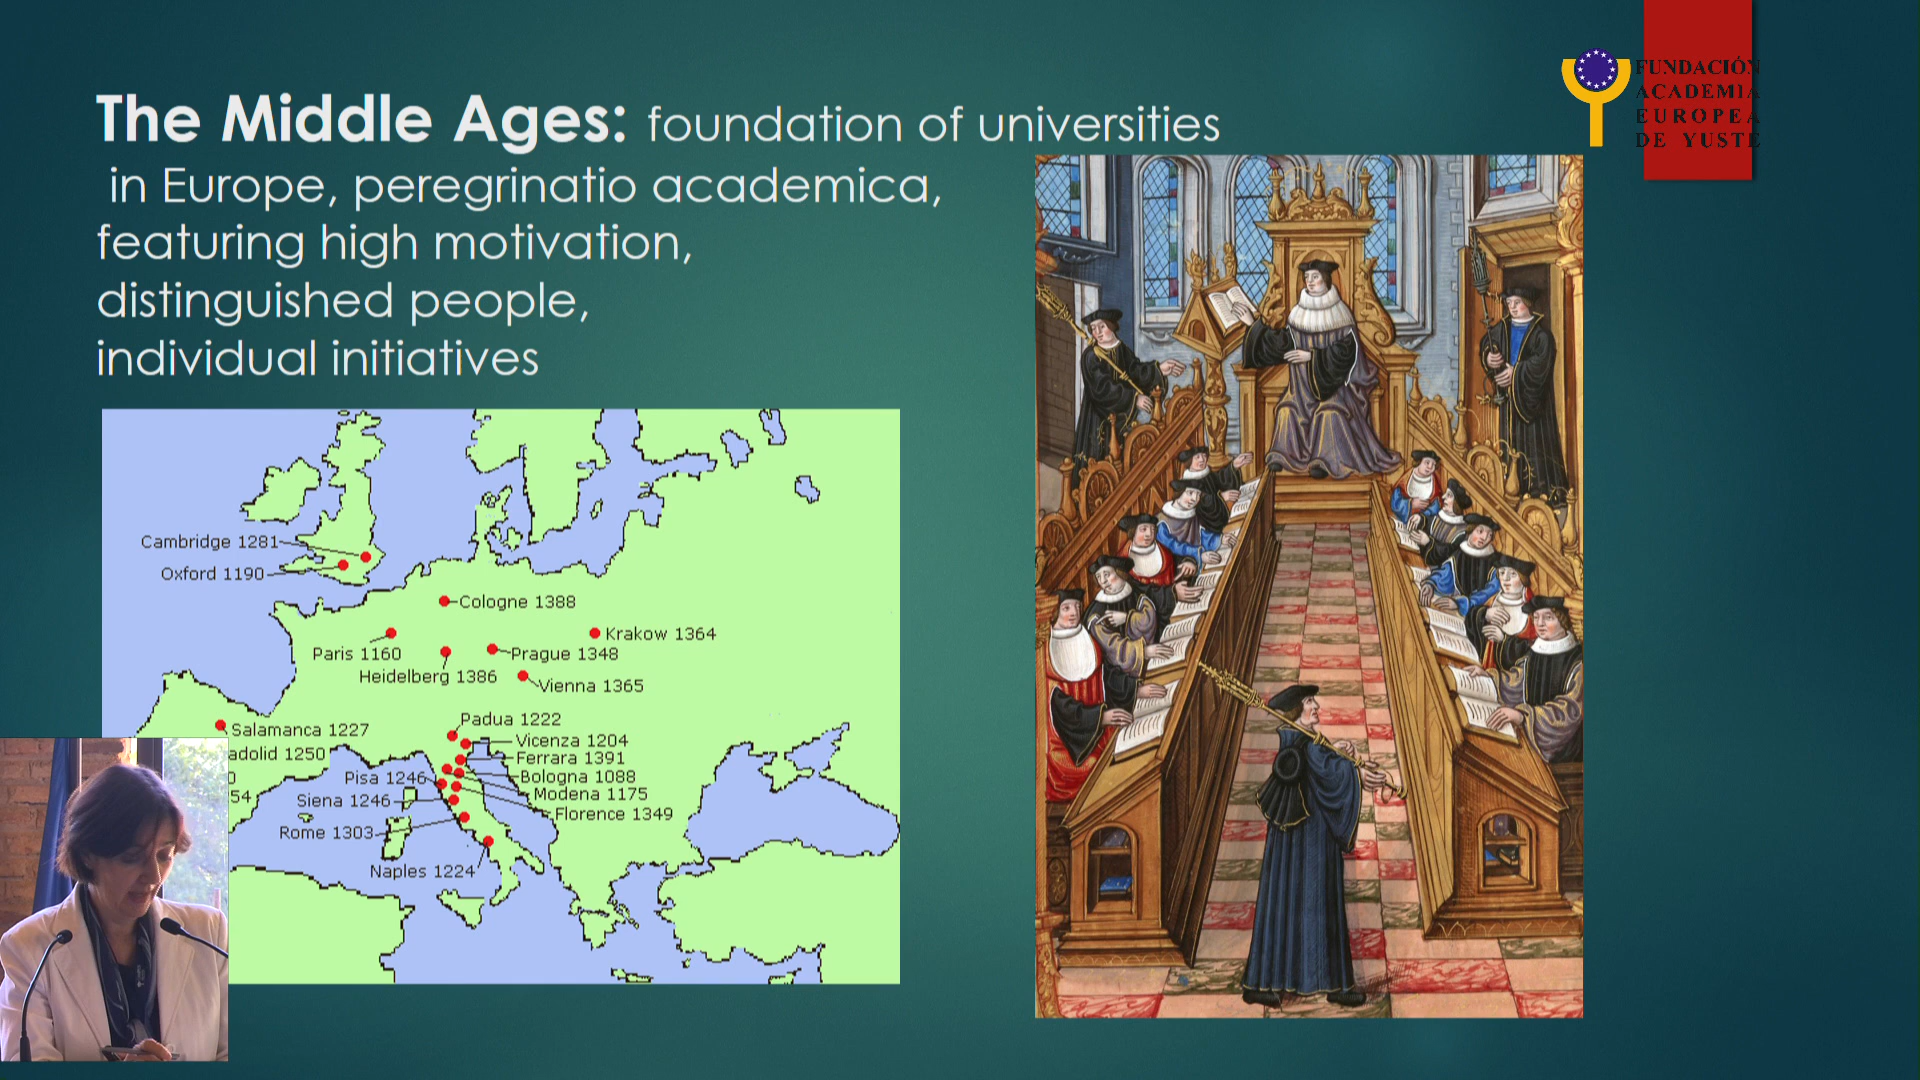 The Middle Ages: foundation of universities
in Europe, peregrinatio academica,
featuring high motivation,
distinguished people,
individual initiatives
FUNDACIÓN
ACADEMIA
EUROPEA
DE YUSTE
Cambridge 1281
Oxford 1190
Cologne 1388
Paris 1160
Krakow 1364
Prague 1348
Heidelberg 1386
Vienna 1365
Padua 1222
Salamanca 1227
Vicenza 1204
adolid 1250
Ferrara 1391
Pisa 1246
Bologna 1088
54
Modena 1175
Siena 1246
Florence 1349
Rome 1303
Naples 1224